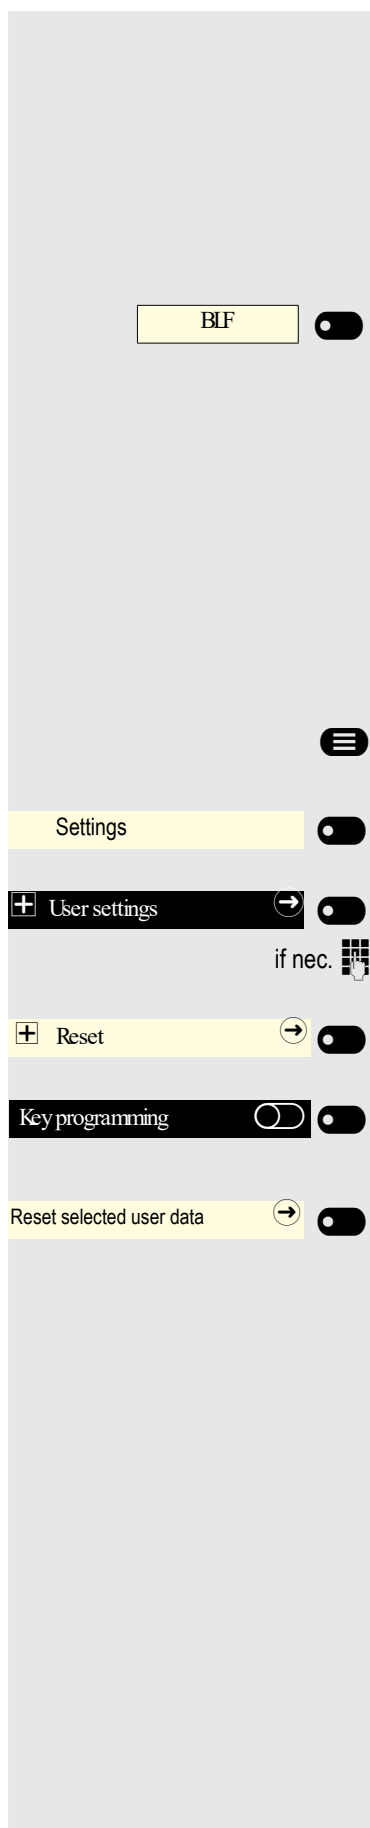 BLF
Settings
User settings
if nec.
Reset
Key programming
Reset selected user data